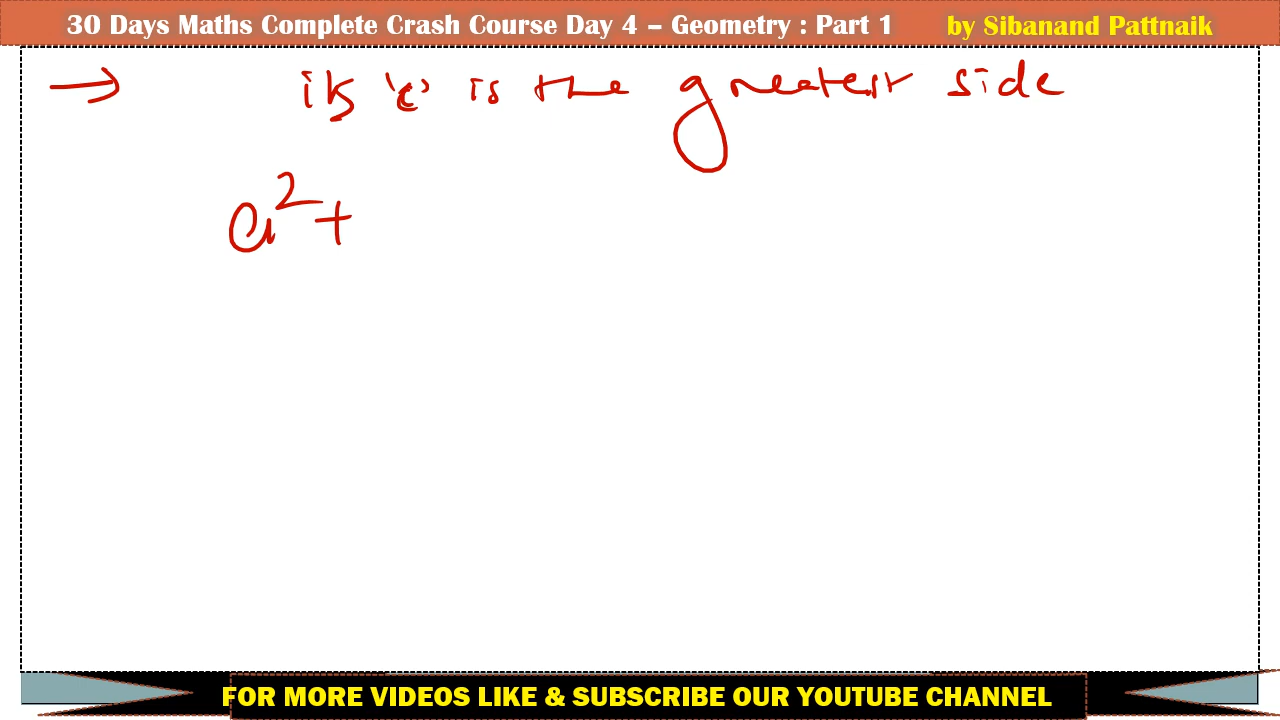 30 Days Maths Complete Crash Course Day 4 – Geometry : Part 1 by Sibanand Pattnaik
→ if 'c' is the greatest side
a²+
FOR MORE VIDEOS LIKE & SUBSCRIBE OUR YOUTUBE CHANNEL